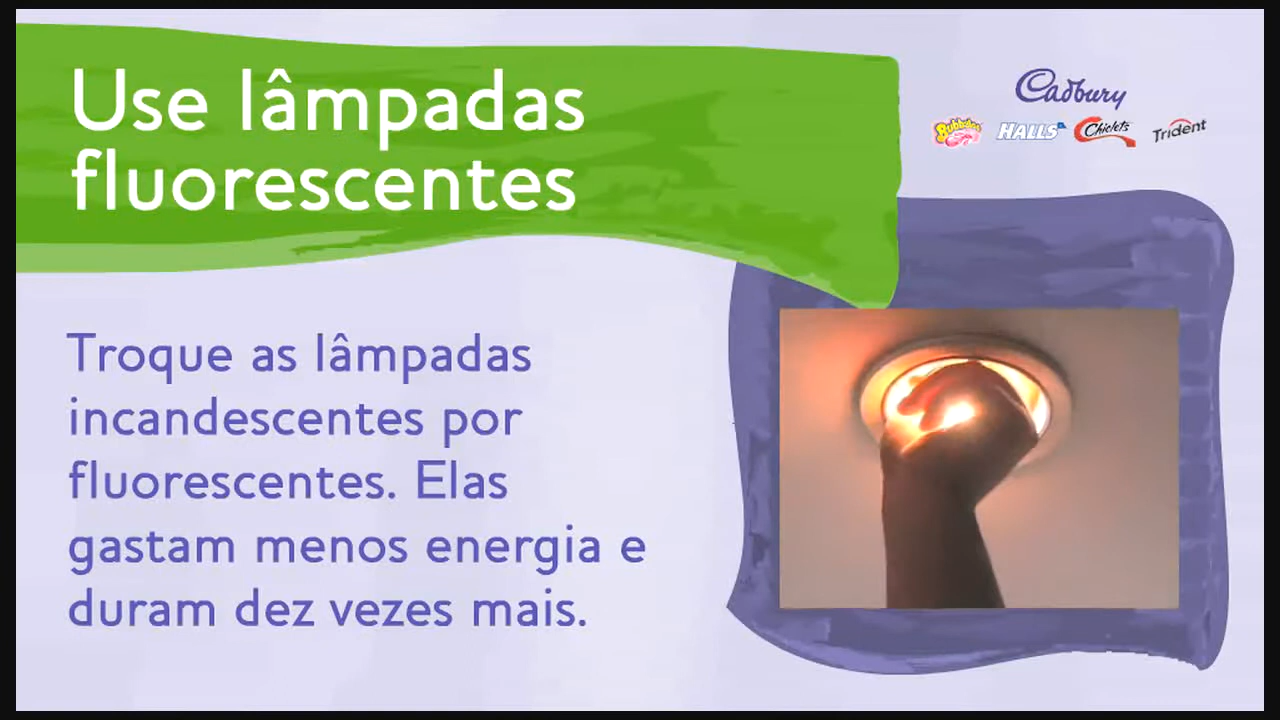 Use lâmpadas
fluorescentes
Cadbury
Bubbaloo
HALLS
Chiclets
Trident
Troque as lâmpadas
incandescentes por
fluorescentes. Elas
gastam menos energia e
duram dez vezes mais.